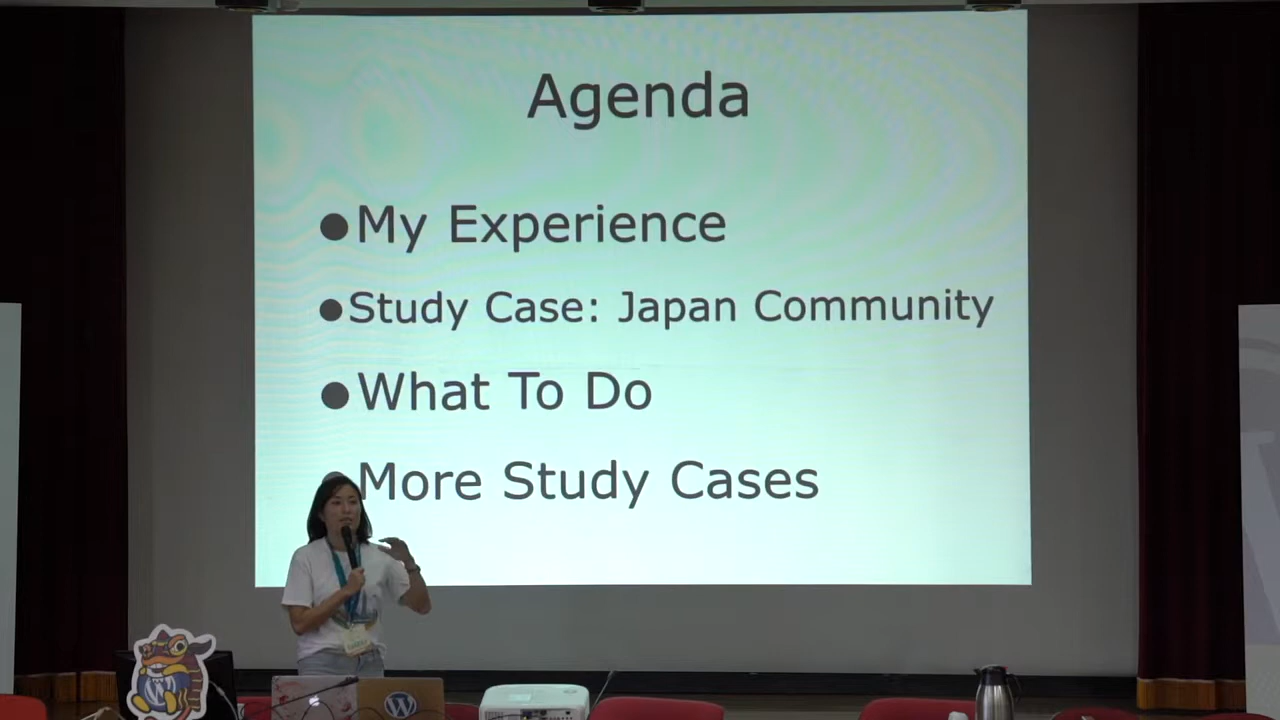 Agenda
●My Experience
●Study Case: Japan Community
●What To Do
●More Study Cases